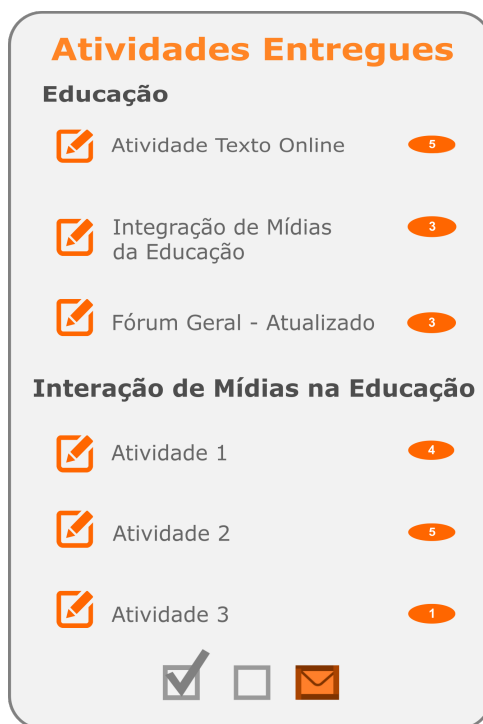 Atividades Entregues
Educação
Atividade Texto Online 5
Integração de Mídias 3
da Educação
Fórum Geral - Atualizado 3
Interação de Mídias na Educação
Atividade 1 4
Atividade 2 5
Atividade 3 1